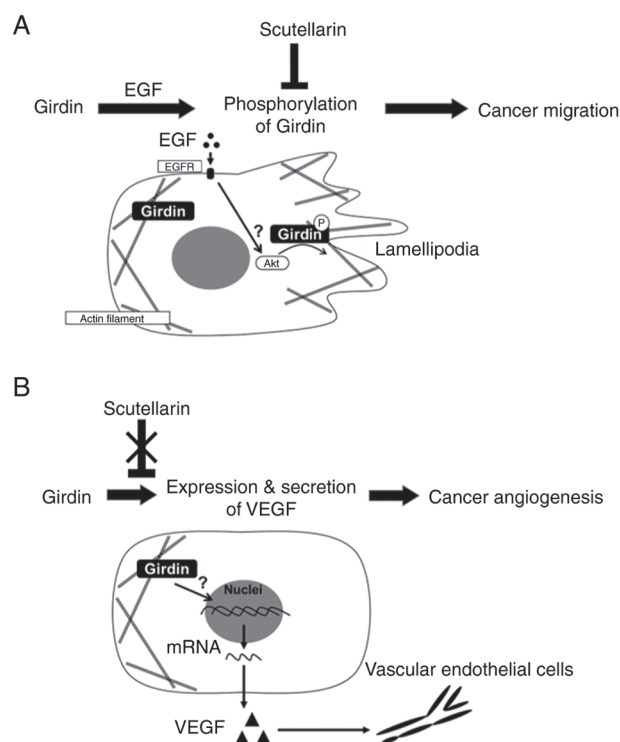 A
Scutellarin
EGF
Girdin
Phosphorylation
of Girdin
Cancer migration
EGF
EGFR
Girdin
P
?
Girdin
Lamellipodia
Akt
Actin filament
B
Scutellarin
Girdin
Expression & secretion
of VEGF
Cancer angiogenesis
Girdin
?
Nuclei
mRNA
Vascular endothelial cells
VEGF